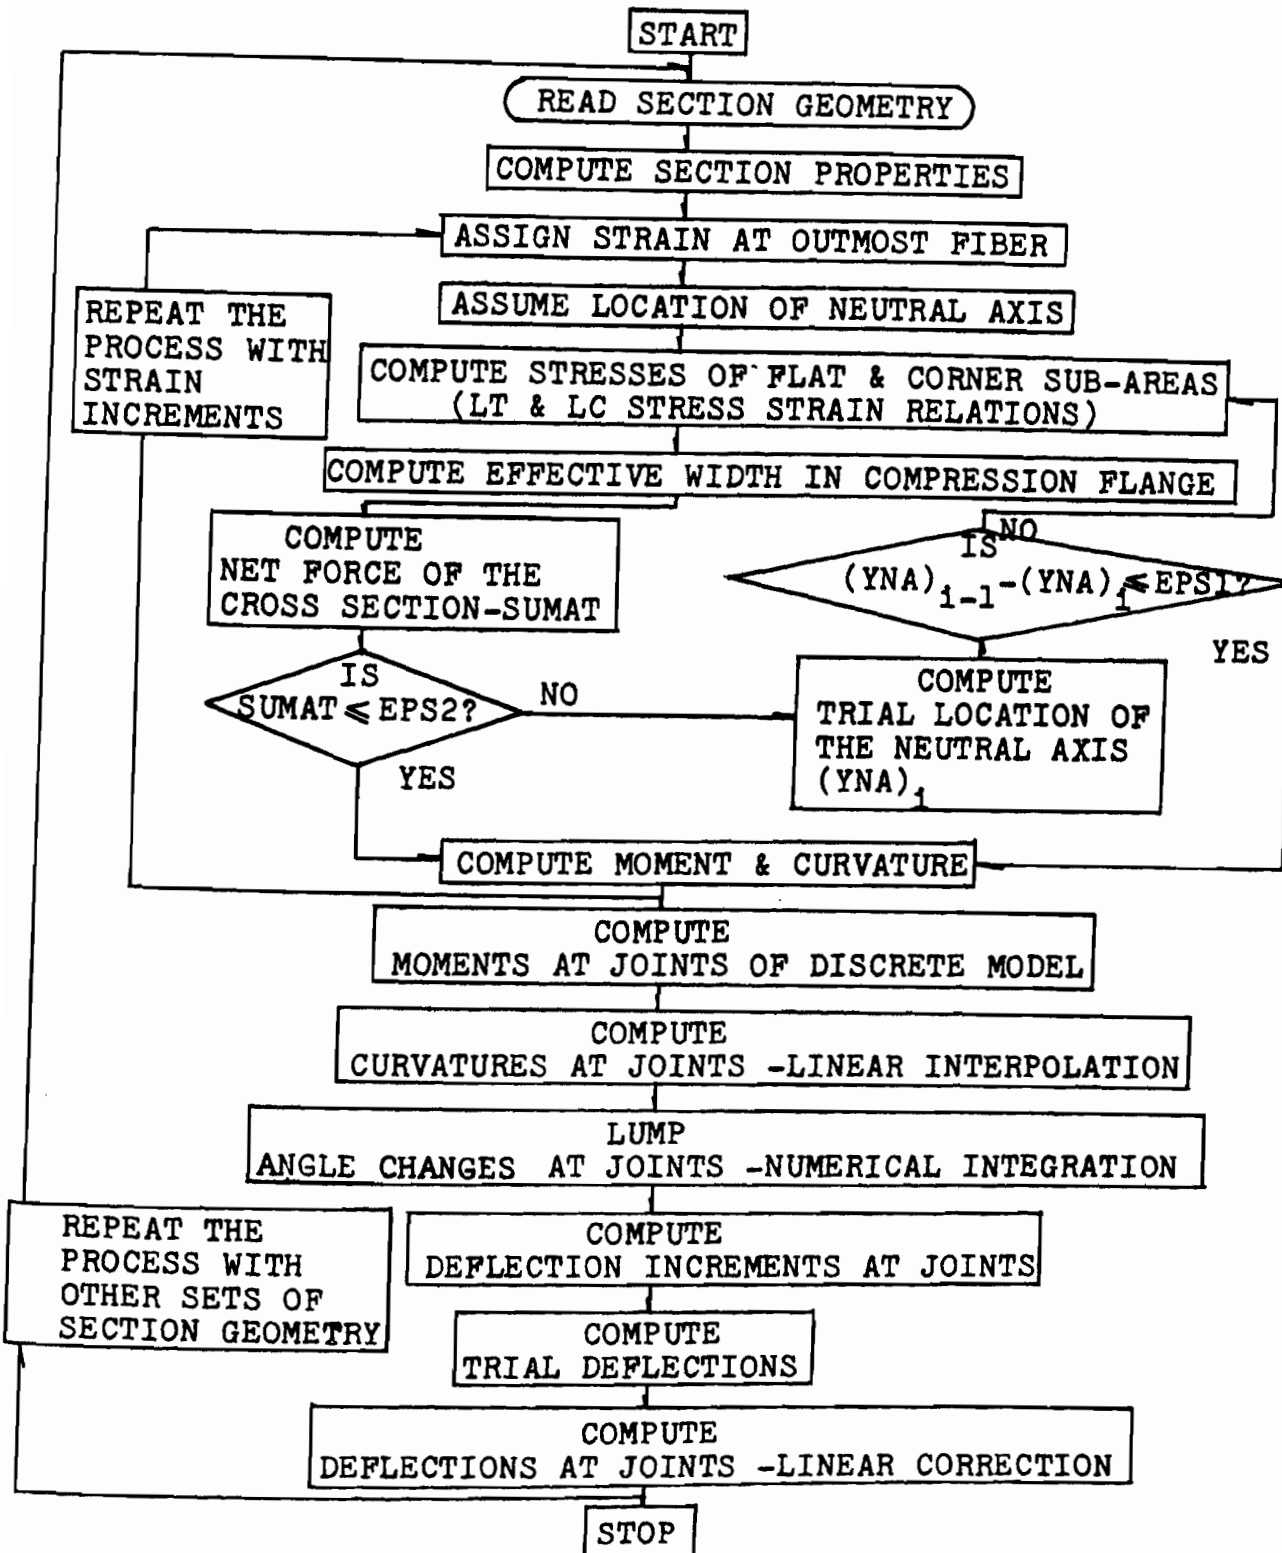 START
READ SECTION GEOMETRY
COMPUTE SECTION PROPERTIES
ASSIGN STRAIN AT OUTMOST FIBER
ASSUME LOCATION OF NEUTRAL AXIS
REPEAT THE
PROCESS WITH
STRAIN
INCREMENTS
COMPUTE STRESSES OF FLAT & CORNER SUB-AREAS
(LT & LC STRESS STRAIN RELATIONS)
COMPUTE EFFECTIVE WIDTH IN COMPRESSION FLANGE
COMPUTE
NET FORCE OF THE
CROSS SECTION-SUMAT
NO
IS
(YNA)i-1-(YNA)i⩽EPS1?
YES
IS
SUMAT⩽EPS2?
NO
YES
COMPUTE
TRIAL LOCATION OF
THE NEUTRAL AXIS
(YNA)i
COMPUTE MOMENT & CURVATURE
COMPUTE
MOMENTS AT JOINTS OF DISCRETE MODEL
COMPUTE
CURVATURES AT JOINTS -LINEAR INTERPOLATION
LUMP
ANGLE CHANGES AT JOINTS -NUMERICAL INTEGRATION
REPEAT THE
PROCESS WITH
OTHER SETS OF
SECTION GEOMETRY
COMPUTE
DEFLECTION INCREMENTS AT JOINTS
COMPUTE
TRIAL DEFLECTIONS
COMPUTE
DEFLECTIONS AT JOINTS -LINEAR CORRECTION
STOP